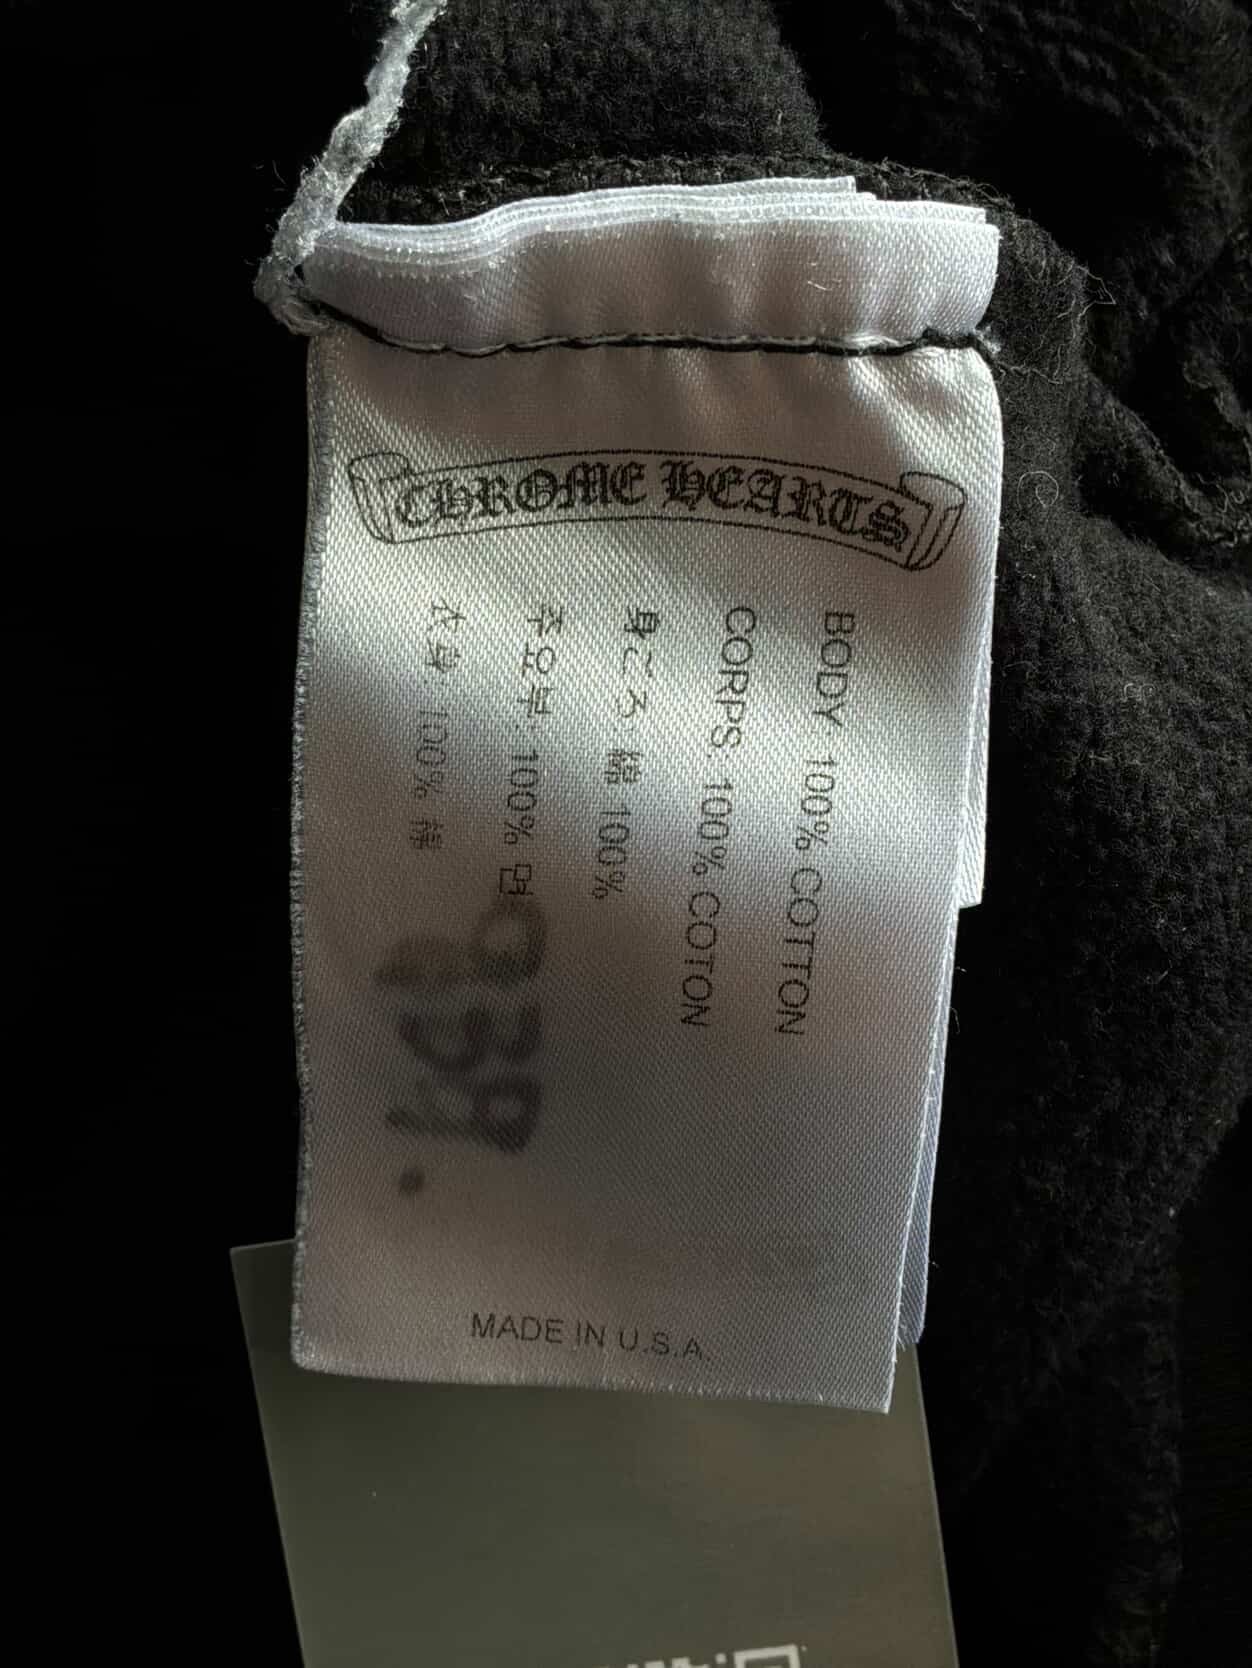 CHROME HEARTS
BODY: 100% COTTON
CORPS: 100% COTON
身ごろ: 綿 100%
주요부: 100% 면
大身: 100% 棉
MADE IN U.S.A.